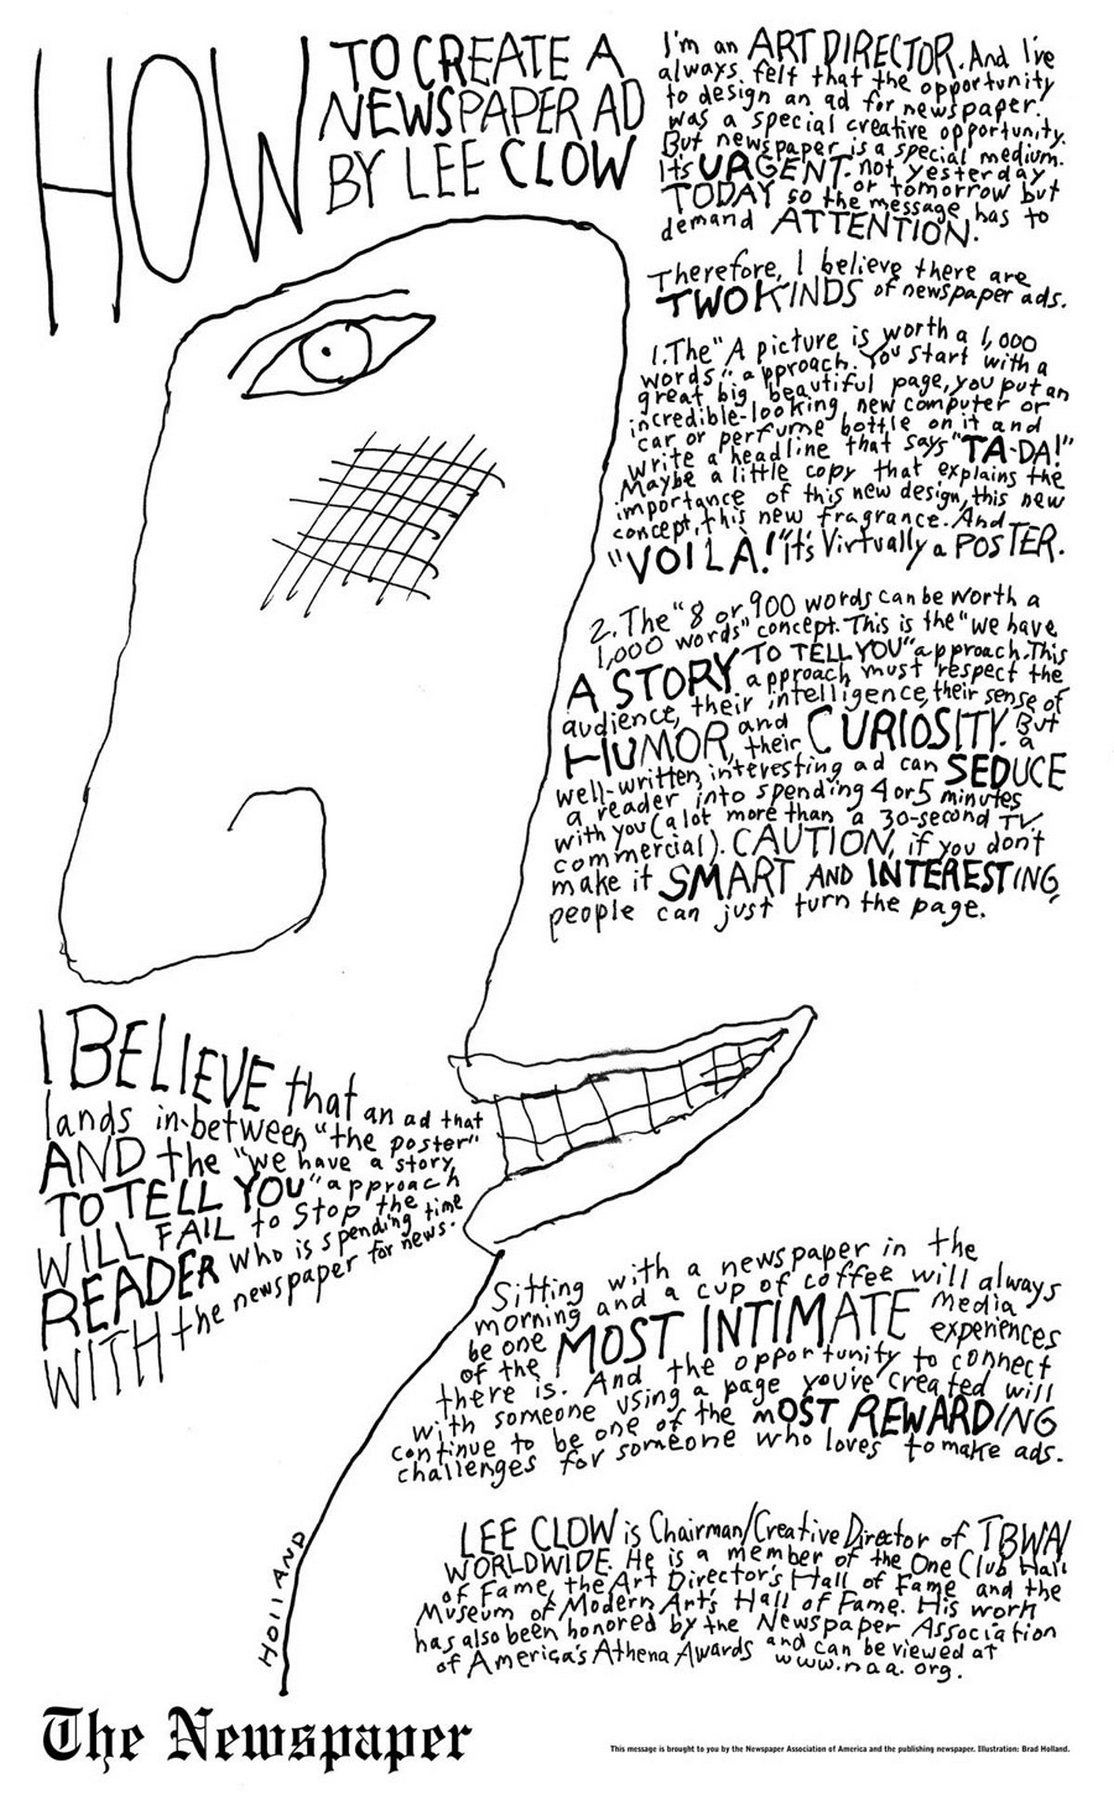 HOW
TO CREATE A
NEWSPAPER AD
BY LEE CLOW
I'm an ART DIRECTOR. And I've
always felt that the opportunity
to design an ad for newspaper.
was a special creative opportunity.
But newspaper is a special medium.
It's URGENT. not yesterday
or tomorrow but
TODAY so the message has to
demand ATTENTION.
Therefore, I believe there are
TWO KINDS of newspaper ads.
1. The "A picture is worth a 1,000
words" approach. You start with a
great big beautiful page, you put an
incredible-looking new computer or
car or perfume bottle on it and
write a headline that says "TA-DA!"
Maybe a little copy that explains the
importance of this new design, this new
concept, this new fragrance. And
"VOILÀ!" It's Virtually a POSTER.
2. The "8 or 900 words can be worth a
1,000 words" concept. This is the "we have
A STORY TO TELL YOU" approach. This
approach must respect the
audience, their intelligence, their sense of
HUMOR, and their CURIOSITY. But a
well-written, interesting ad can SEDUCE
a reader into spending 4 or 5 minutes
with you (a lot more than a 30-second TV.
commercial). CAUTION, if you don't
make it SMART AND INTERESTING,
people can just turn the page.
I BELIEVE that an ad that
lands in-between "the poster"
AND the "we have a story
TO TELL YOU" approach
WILL FAIL to stop the
READER who is spending time
WITH the newspaper for news.
Sitting with a newspaper in the
morning and a cup of coffee will always
be one of the MOST INTIMATE media experiences
there is. And the opportunity to connect
with someone using a page you've created will
continue to be one of the MOST REWARDING
challenges for someone who loves to make ads.
LEE CLOW is Chairman/Creative Director of TBWA/
WORLDWIDE. He is a member of the One Club Hall
of Fame, the Art Director's Hall of Fame and the
Museum of Modern Art's Hall of Fame. His work
has also been honored by the Newspaper Association
of America's Athena Awards and can be viewed at
www.naa.org.
HOLLAND
The Newspaper
This message is brought to you by the Newspaper Association of America and the publishing newspaper. Illustration: Brad Holland.